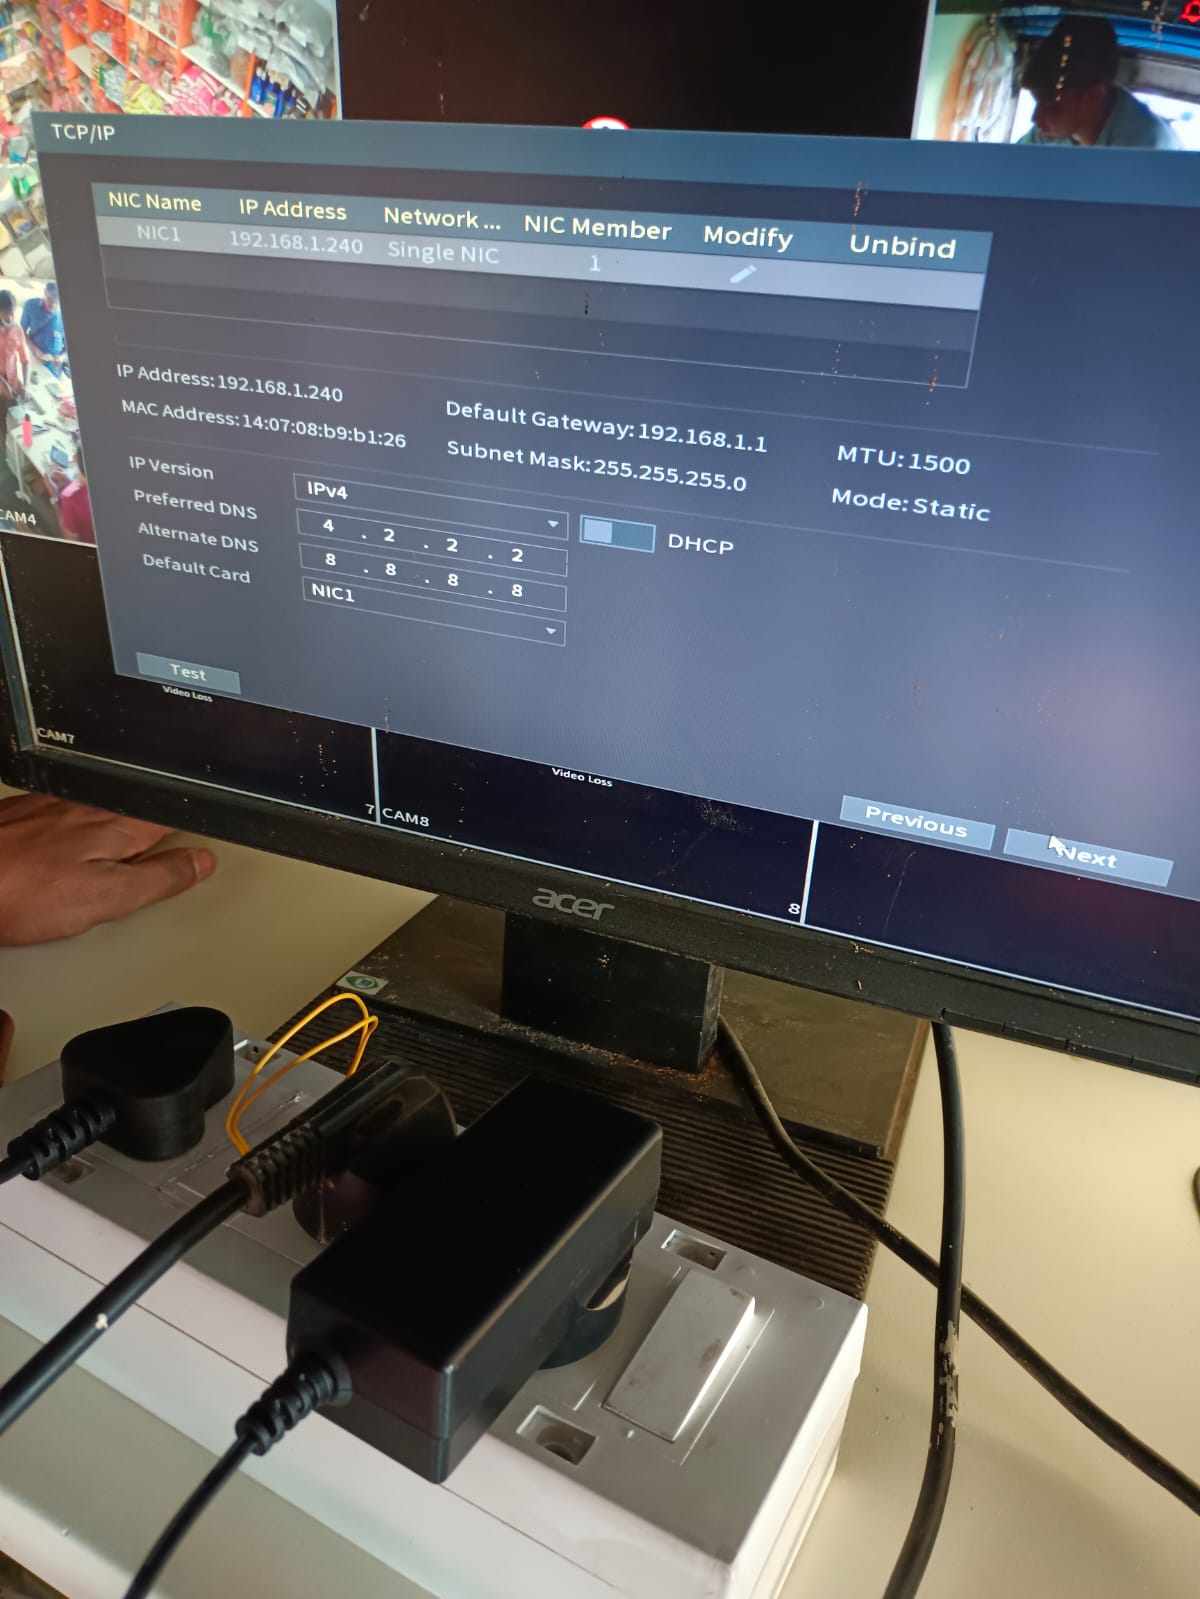 TCP/IP
NIC Name IP Address Network ... NIC Member Modify Unbind
NIC1 192.168.1.240 Single NIC 1
IP Address:192.168.1.240 Default Gateway:192.168.1.1 MTU:1500
MAC Address:14:07:08:b9:b1:26 Subnet Mask:255.255.255.0 Mode:Static
IP Version IPv4
Preferred DNS 4 . 2 . 2 . 2 DHCP
Alternate DNS 8 . 8 . 8 . 8
Default Card NIC1
CAM4
Test
Video Loss
CAM7
Video Loss
7 CAM8
Previous Next
8
acer